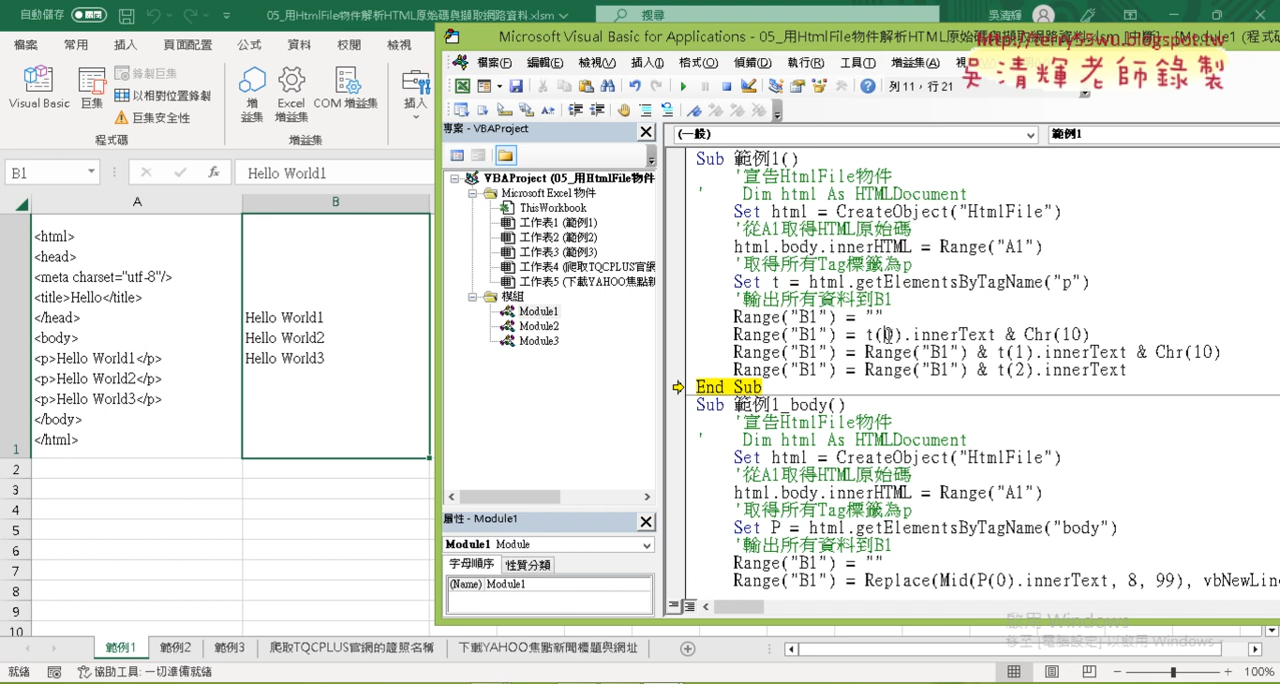 自動儲存
05_用HtmlFile物件解析HTML原始碼與擷取網路資料.xlsm
搜尋
吳清輝
檔案 常用 插入 頁面配置 公式 資料 校閱 檢視
Visual Basic
巨集
錄製巨集
以相對位置錄製
巨集安全性
增益集
Excel 增益集
COM 增益集
插入
程式碼
增益集
B1
Hello World1
A B
<html>
<head>
<meta charset="utf-8"/>
<title>Hello</title>
</head>
<body>
<p>Hello World1</p>
<p>Hello World2</p>
<p>Hello World3</p>
</body>
</html>
Hello World1
Hello World2
Hello World3
1
2
3
4
5
6
7
8
9
10
範例1 範例2 範例3 爬取TQCPLUS官網的證照名稱 下載YAHOO焦點新聞標題與網址
就緒 協助工具: 一切準備就緒
100%
Microsoft Visual Basic for Applications - 05_用HtmlFile物件解析HTML原始碼與擷取網路資料.xlsm
http://terry55wu.blogspot.tw
吳清輝老師錄製
檔案(F) 編輯(E) 檢視(V) 插入(I) 格式(O) 偵錯(D) 執行(R) 工具(T) 增益集(A)
列 11，行 21
專案 - VBAProject
VBAProject (05_用HtmlFile物件
Microsoft Excel 物件
ThisWorkbook
工作表1 (範例1)
工作表2 (範例2)
工作表3 (範例3)
工作表4 (爬取TQCPLUS官網
工作表5 (下載YAHOO焦點新
模組
Module1
Module2
Module3
屬性 - Module1
Module1 Module
字母順序 性質分類
(Name) Module1
(一般) 範例1
Sub 範例1()
'宣告HtmlFile物件
' Dim html As HTMLDocument
Set html = CreateObject("HtmlFile")
'從A1取得HTML原始碼
html.body.innerHTML = Range("A1")
'取得所有Tag標籤為p
Set t = html.getElementsByTagName("p")
'輸出所有資料到B1
Range("B1") = ""
Range("B1") = t(0).innerText & Chr(10)
Range("B1") = Range("B1") & t(1).innerText & Chr(10)
Range("B1") = Range("B1") & t(2).innerText
End Sub
Sub 範例1_body()
'宣告HtmlFile物件
' Dim html As HTMLDocument
Set html = CreateObject("HtmlFile")
'從A1取得HTML原始碼
html.body.innerHTML = Range("A1")
'取得所有Tag標籤為p
Set P = html.getElementsByTagName("body")
'輸出所有資料到B1
Range("B1") = ""
Range("B1") = Replace(Mid(P(0).innerText, 8, 99), vbNewLin
啟用 Windows
移至 [電腦設定] 以啟用 Windows。